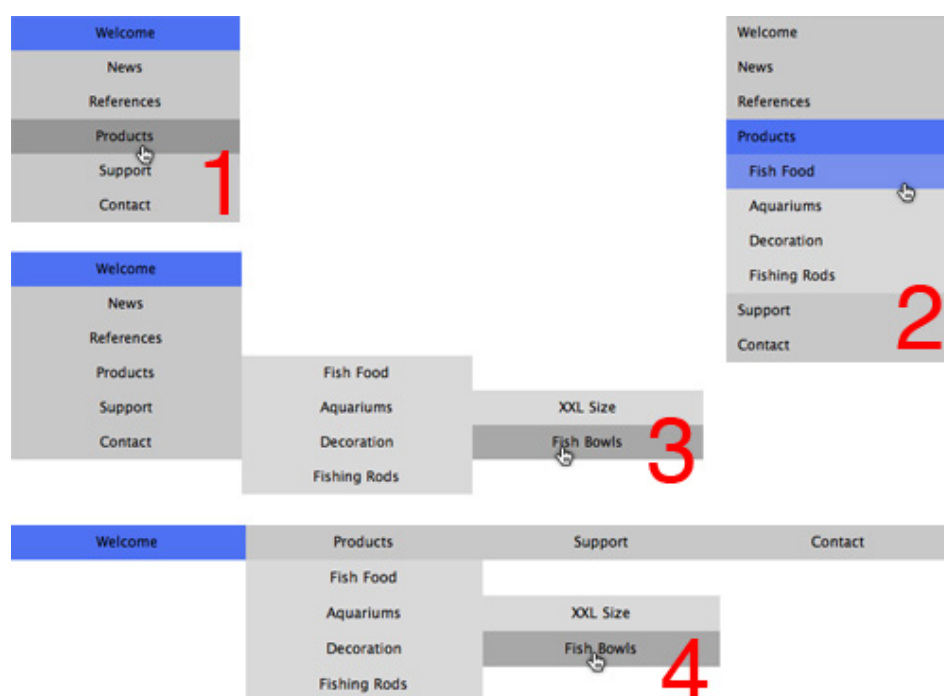 Welcome
News
References
Products
Support
Contact
1
Welcome
News
References
Products
Fish Food
Aquariums
Decoration
Fishing Rods
Support
Contact
2
Welcome
News
References
Products
Support
Contact
Fish Food
Aquariums
Decoration
Fishing Rods
XXL Size
Fish Bowls
3
Welcome Products Support Contact
Fish Food
Aquariums
Decoration
Fishing Rods
XXL Size
Fish Bowls
4